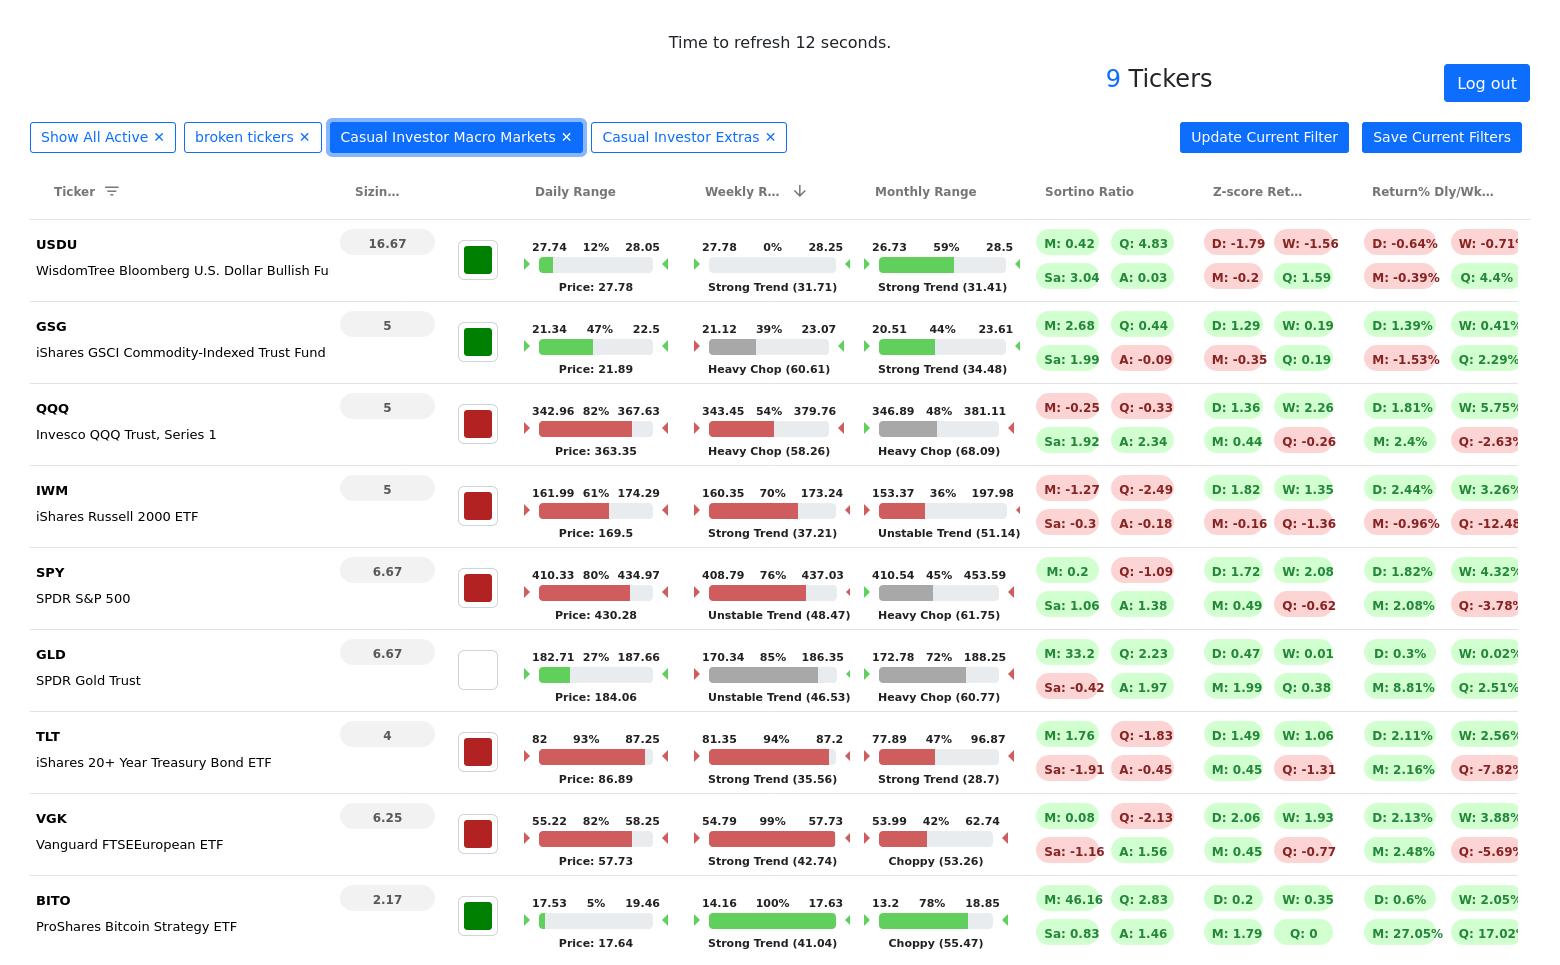 Time to refresh 12 seconds.
9 Tickers
Log out
Show All Active ✕ broken tickers ✕ Casual Investor Macro Markets ✕ Casual Investor Extras ✕ Update Current Filter Save Current Filters
Ticker Sizin... Daily Range Weekly R... Monthly Range Sortino Ratio Z-score Ret... Return% Dly/Wk...
USDU 16.67 27.74 12% 28.05 27.78 0% 28.25 26.73 59% 28.5 M: 0.42 Q: 4.83 D: -1.79 W: -1.56 D: -0.64% W: -0.71%
WisdomTree Bloomberg U.S. Dollar Bullish Fu Sa: 3.04 A: 0.03 M: -0.2 Q: 1.59 M: -0.39% Q: 4.4%
Price: 27.78 Strong Trend (31.71) Strong Trend (31.41)
GSG 5 21.34 47% 22.5 21.12 39% 23.07 20.51 44% 23.61 M: 2.68 Q: 0.44 D: 1.29 W: 0.19 D: 1.39% W: 0.41%
iShares GSCI Commodity-Indexed Trust Fund Sa: 1.99 A: -0.09 M: -0.35 Q: 0.19 M: -1.53% Q: 2.29%
Price: 21.89 Heavy Chop (60.61) Strong Trend (34.48)
QQQ 5 342.96 82% 367.63 343.45 54% 379.76 346.89 48% 381.11 M: -0.25 Q: -0.33 D: 1.36 W: 2.26 D: 1.81% W: 5.75%
Invesco QQQ Trust, Series 1 Sa: 1.92 A: 2.34 M: 0.44 Q: -0.26 M: 2.4% Q: -2.63%
Price: 363.35 Heavy Chop (58.26) Heavy Chop (68.09)
IWM 5 161.99 61% 174.29 160.35 70% 173.24 153.37 36% 197.98 M: -1.27 Q: -2.49 D: 1.82 W: 1.35 D: 2.44% W: 3.26%
iShares Russell 2000 ETF Sa: -0.3 A: -0.18 M: -0.16 Q: -1.36 M: -0.96% Q: -12.48
Price: 169.5 Strong Trend (37.21) Unstable Trend (51.14)
SPY 6.67 410.33 80% 434.97 408.79 76% 437.03 410.54 45% 453.59 M: 0.2 Q: -1.09 D: 1.72 W: 2.08 D: 1.82% W: 4.32%
SPDR S&P 500 Sa: 1.06 A: 1.38 M: 0.49 Q: -0.62 M: 2.08% Q: -3.78%
Price: 430.28 Unstable Trend (48.47) Heavy Chop (61.75)
GLD 6.67 182.71 27% 187.66 170.34 85% 186.35 172.78 72% 188.25 M: 33.2 Q: 2.23 D: 0.47 W: 0.01 D: 0.3% W: 0.02%
SPDR Gold Trust Sa: -0.42 A: 1.97 M: 1.99 Q: 0.38 M: 8.81% Q: 2.51%
Price: 184.06 Unstable Trend (46.53) Heavy Chop (60.77)
TLT 4 82 93% 87.25 81.35 94% 87.2 77.89 47% 96.87 M: 1.76 Q: -1.83 D: 1.49 W: 1.06 D: 2.11% W: 2.56%
iShares 20+ Year Treasury Bond ETF Sa: -1.91 A: -0.45 M: 0.45 Q: -1.31 M: 2.16% Q: -7.82%
Price: 86.89 Strong Trend (35.56) Strong Trend (28.7)
VGK 6.25 55.22 82% 58.25 54.79 99% 57.73 53.99 42% 62.74 M: 0.08 Q: -2.13 D: 2.06 W: 1.93 D: 2.13% W: 3.88%
Vanguard FTSEEuropean ETF Sa: -1.16 A: 1.56 M: 0.45 Q: -0.77 M: 2.48% Q: -5.69%
Price: 57.73 Strong Trend (42.74) Choppy (53.26)
BITO 2.17 17.53 5% 19.46 14.16 100% 17.63 13.2 78% 18.85 M: 46.16 Q: 2.83 D: 0.2 W: 0.35 D: 0.6% W: 2.05%
ProShares Bitcoin Strategy ETF Sa: 0.83 A: 1.46 M: 1.79 Q: 0 M: 27.05% Q: 17.02%
Price: 17.64 Strong Trend (41.04) Choppy (55.47)